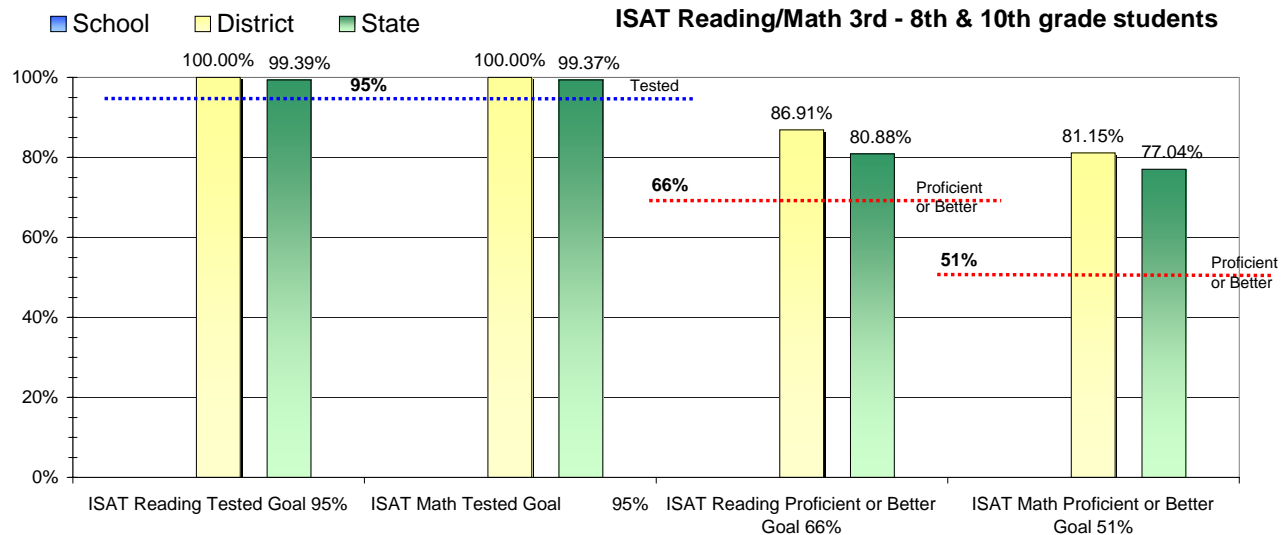 School District State
ISAT Reading/Math 3rd - 8th & 10th grade students
100.00% 99.39% 100.00% 99.37%
100%
95%
Tested
86.91%
80.88%
81.15%
77.04%
80%
66%
Proficient
or Better
60%
51%
Proficient
or Better
40%
20%
0%
ISAT Reading Tested Goal 95%
ISAT Math Tested Goal 95%
ISAT Reading Proficient or Better
Goal 66%
ISAT Math Proficient or Better
Goal 51%